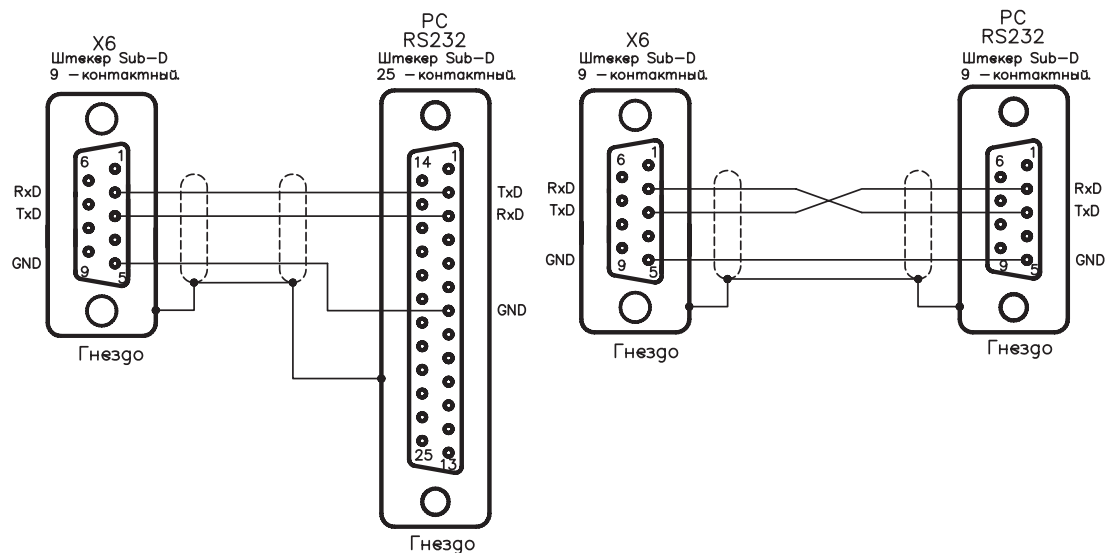 X6
Штекер Sub-D
9 - контактный.
6
1
RxD
TxD
GND
9
5
Гнездо
PC
RS232
Штекер Sub-D
25 - контактный.
14
1
TxD
RxD
GND
25
13
Гнездо
X6
Штекер Sub-D
9 - контактный.
6
1
RxD
TxD
GND
9
5
Гнездо
PC
RS232
Штекер Sub-D
9 - контактный.
6
1
RxD
TxD
GND
9
5
Гнездо